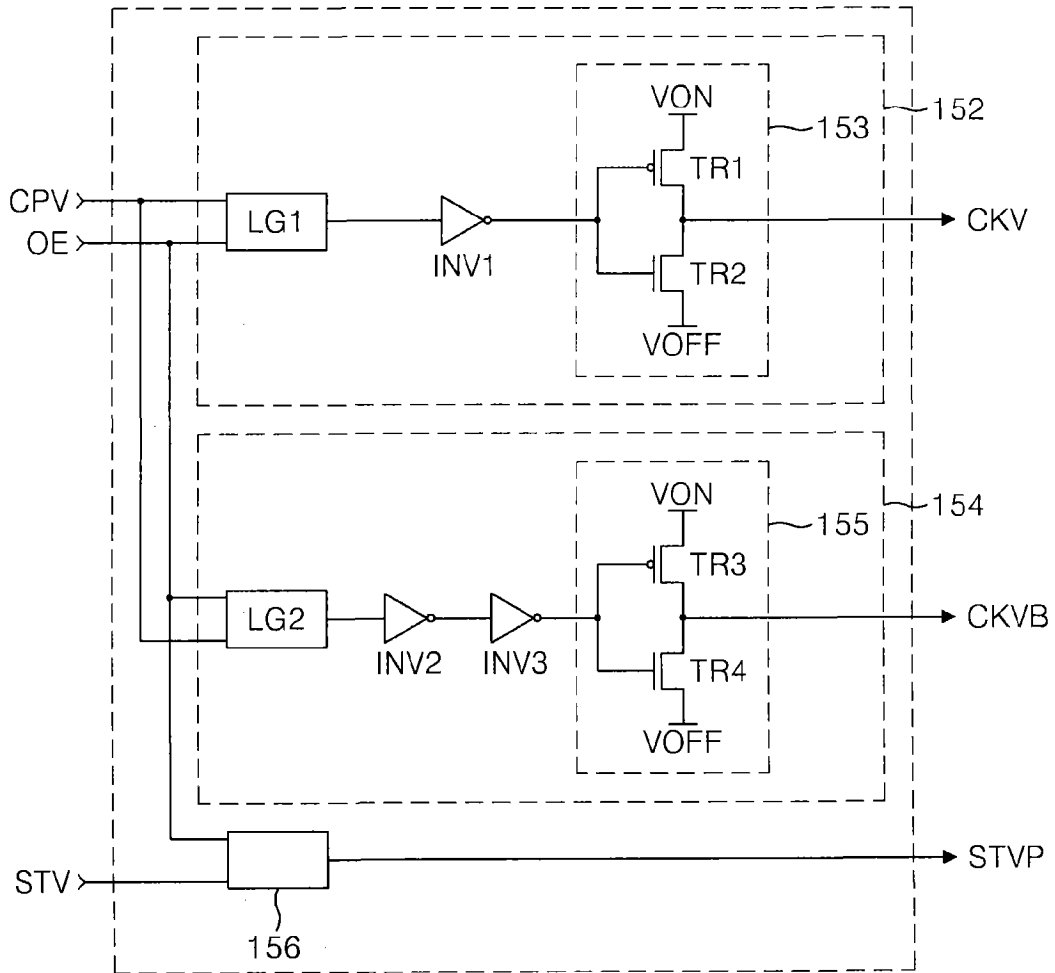 VON
152
153
TR1
CPV
LG1
CKV
OE
INV1
TR2
VOFF
VON
154
155
TR3
LG2
CKVB
INV2
INV3
TR4
VOFF
STV
STVP
156